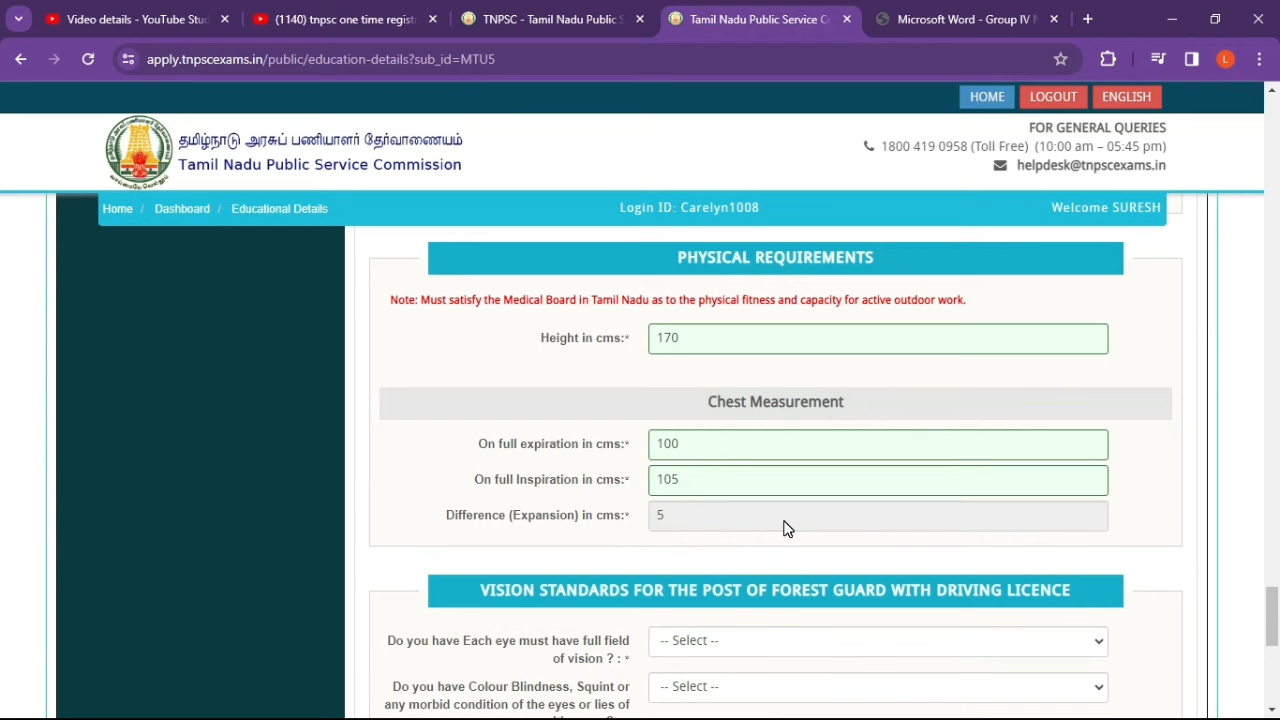 Video details - YouTube Stu
(1140) tnpsc one time regist
TNPSC - Tamil Nadu Public S
Tamil Nadu Public Service Co
Microsoft Word - Group IV N
apply.tnpscexams.in/public/education-details?sub_id=MTU5
L
HOME
LOGOUT
ENGLISH
தமிழ்நாடு அரசுப் பணியாளர் தேர்வாணையம்
Tamil Nadu Public Service Commission
FOR GENERAL QUERIES
1800 419 0958 (Toll Free) (10:00 am – 05:45 pm)
helpdesk@tnpscexams.in
Home / Dashboard / Educational Details
Login ID: Carelyn1008
Welcome SURESH
PHYSICAL REQUIREMENTS
Note: Must satisfy the Medical Board in Tamil Nadu as to the physical fitness and capacity for active outdoor work.
Height in cms:* 170
Chest Measurement
On full expiration in cms:* 100
On full Inspiration in cms:* 105
Difference (Expansion) in cms:* 5
VISION STANDARDS FOR THE POST OF FOREST GUARD WITH DRIVING LICENCE
Do you have Each eye must have full field
of vision ? : *
-- Select --
Do you have Colour Blindness, Squint or
any morbid condition of the eyes or lies of
-- Select --